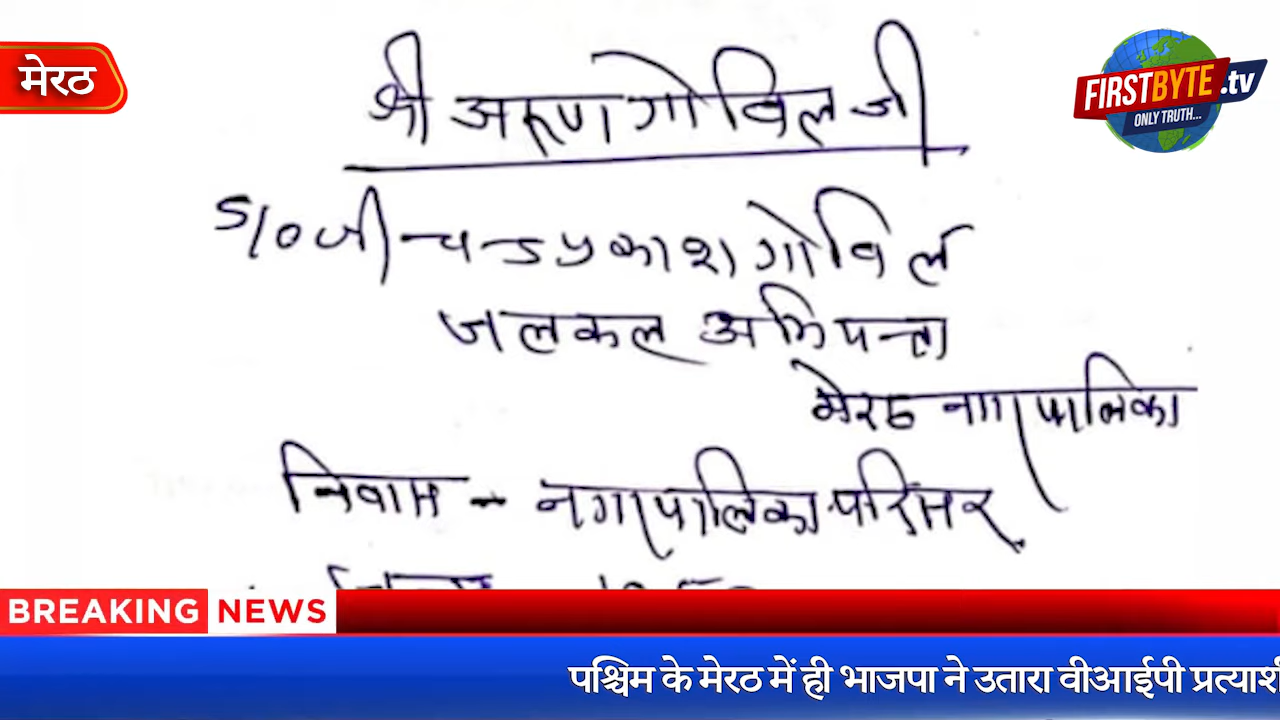 मेरठ
FIRSTBYTE.tv
ONLY TRUTH...
श्री अरुण गोविल जी
S/o श्री चन्द्रप्रकाश गोविल
जलकल अभियन्ता
मेरठ नगरपालिका
निवास - नगरपालिका परिसर
BREAKING NEWS
पश्चिम के मेरठ में ही भाजपा ने उतारा वीआईपी प्रत्याशी